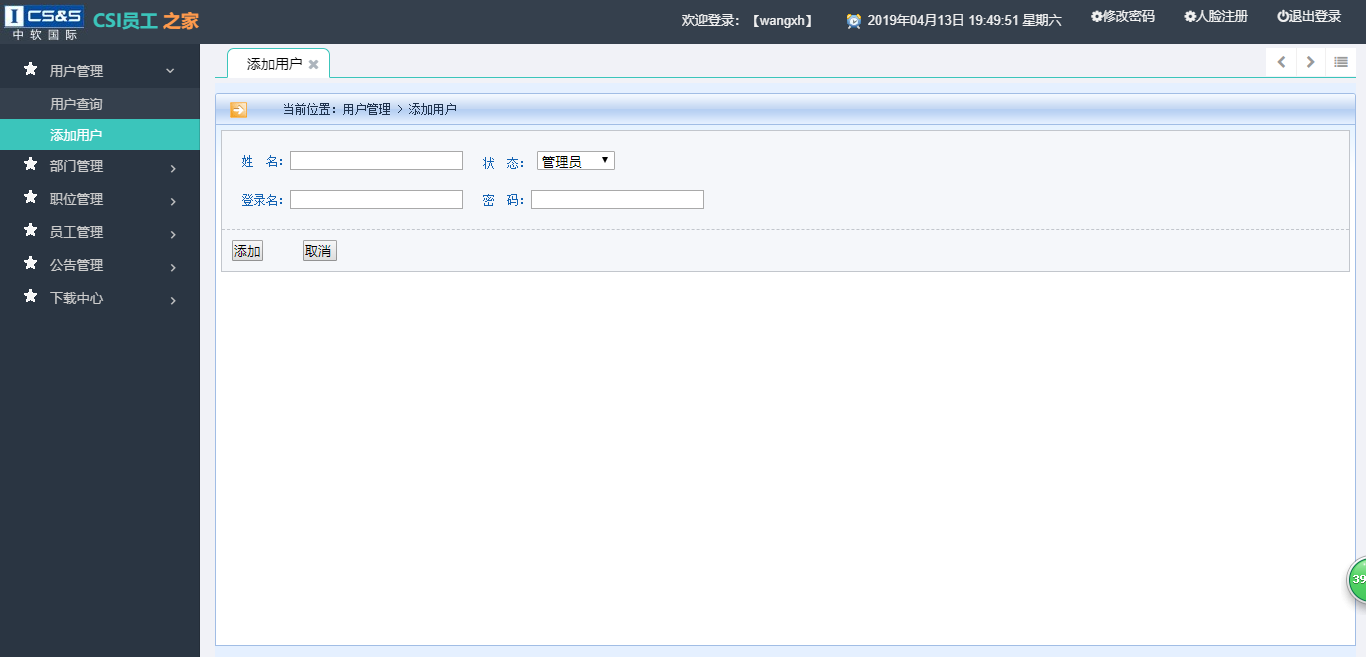 CS&S
中软国际
CSI员工 之家
欢迎登录: 【wangxh】
2019年04月13日 19:49:51 星期六
修改密码
人脸注册
退出登录
用户管理
用户查询
添加用户
部门管理
职位管理
员工管理
公告管理
下载中心
添加用户
当前位置: 用户管理 > 添加用户
姓 名:
状 态: 管理员
登录名:
密 码:
添加 取消
39